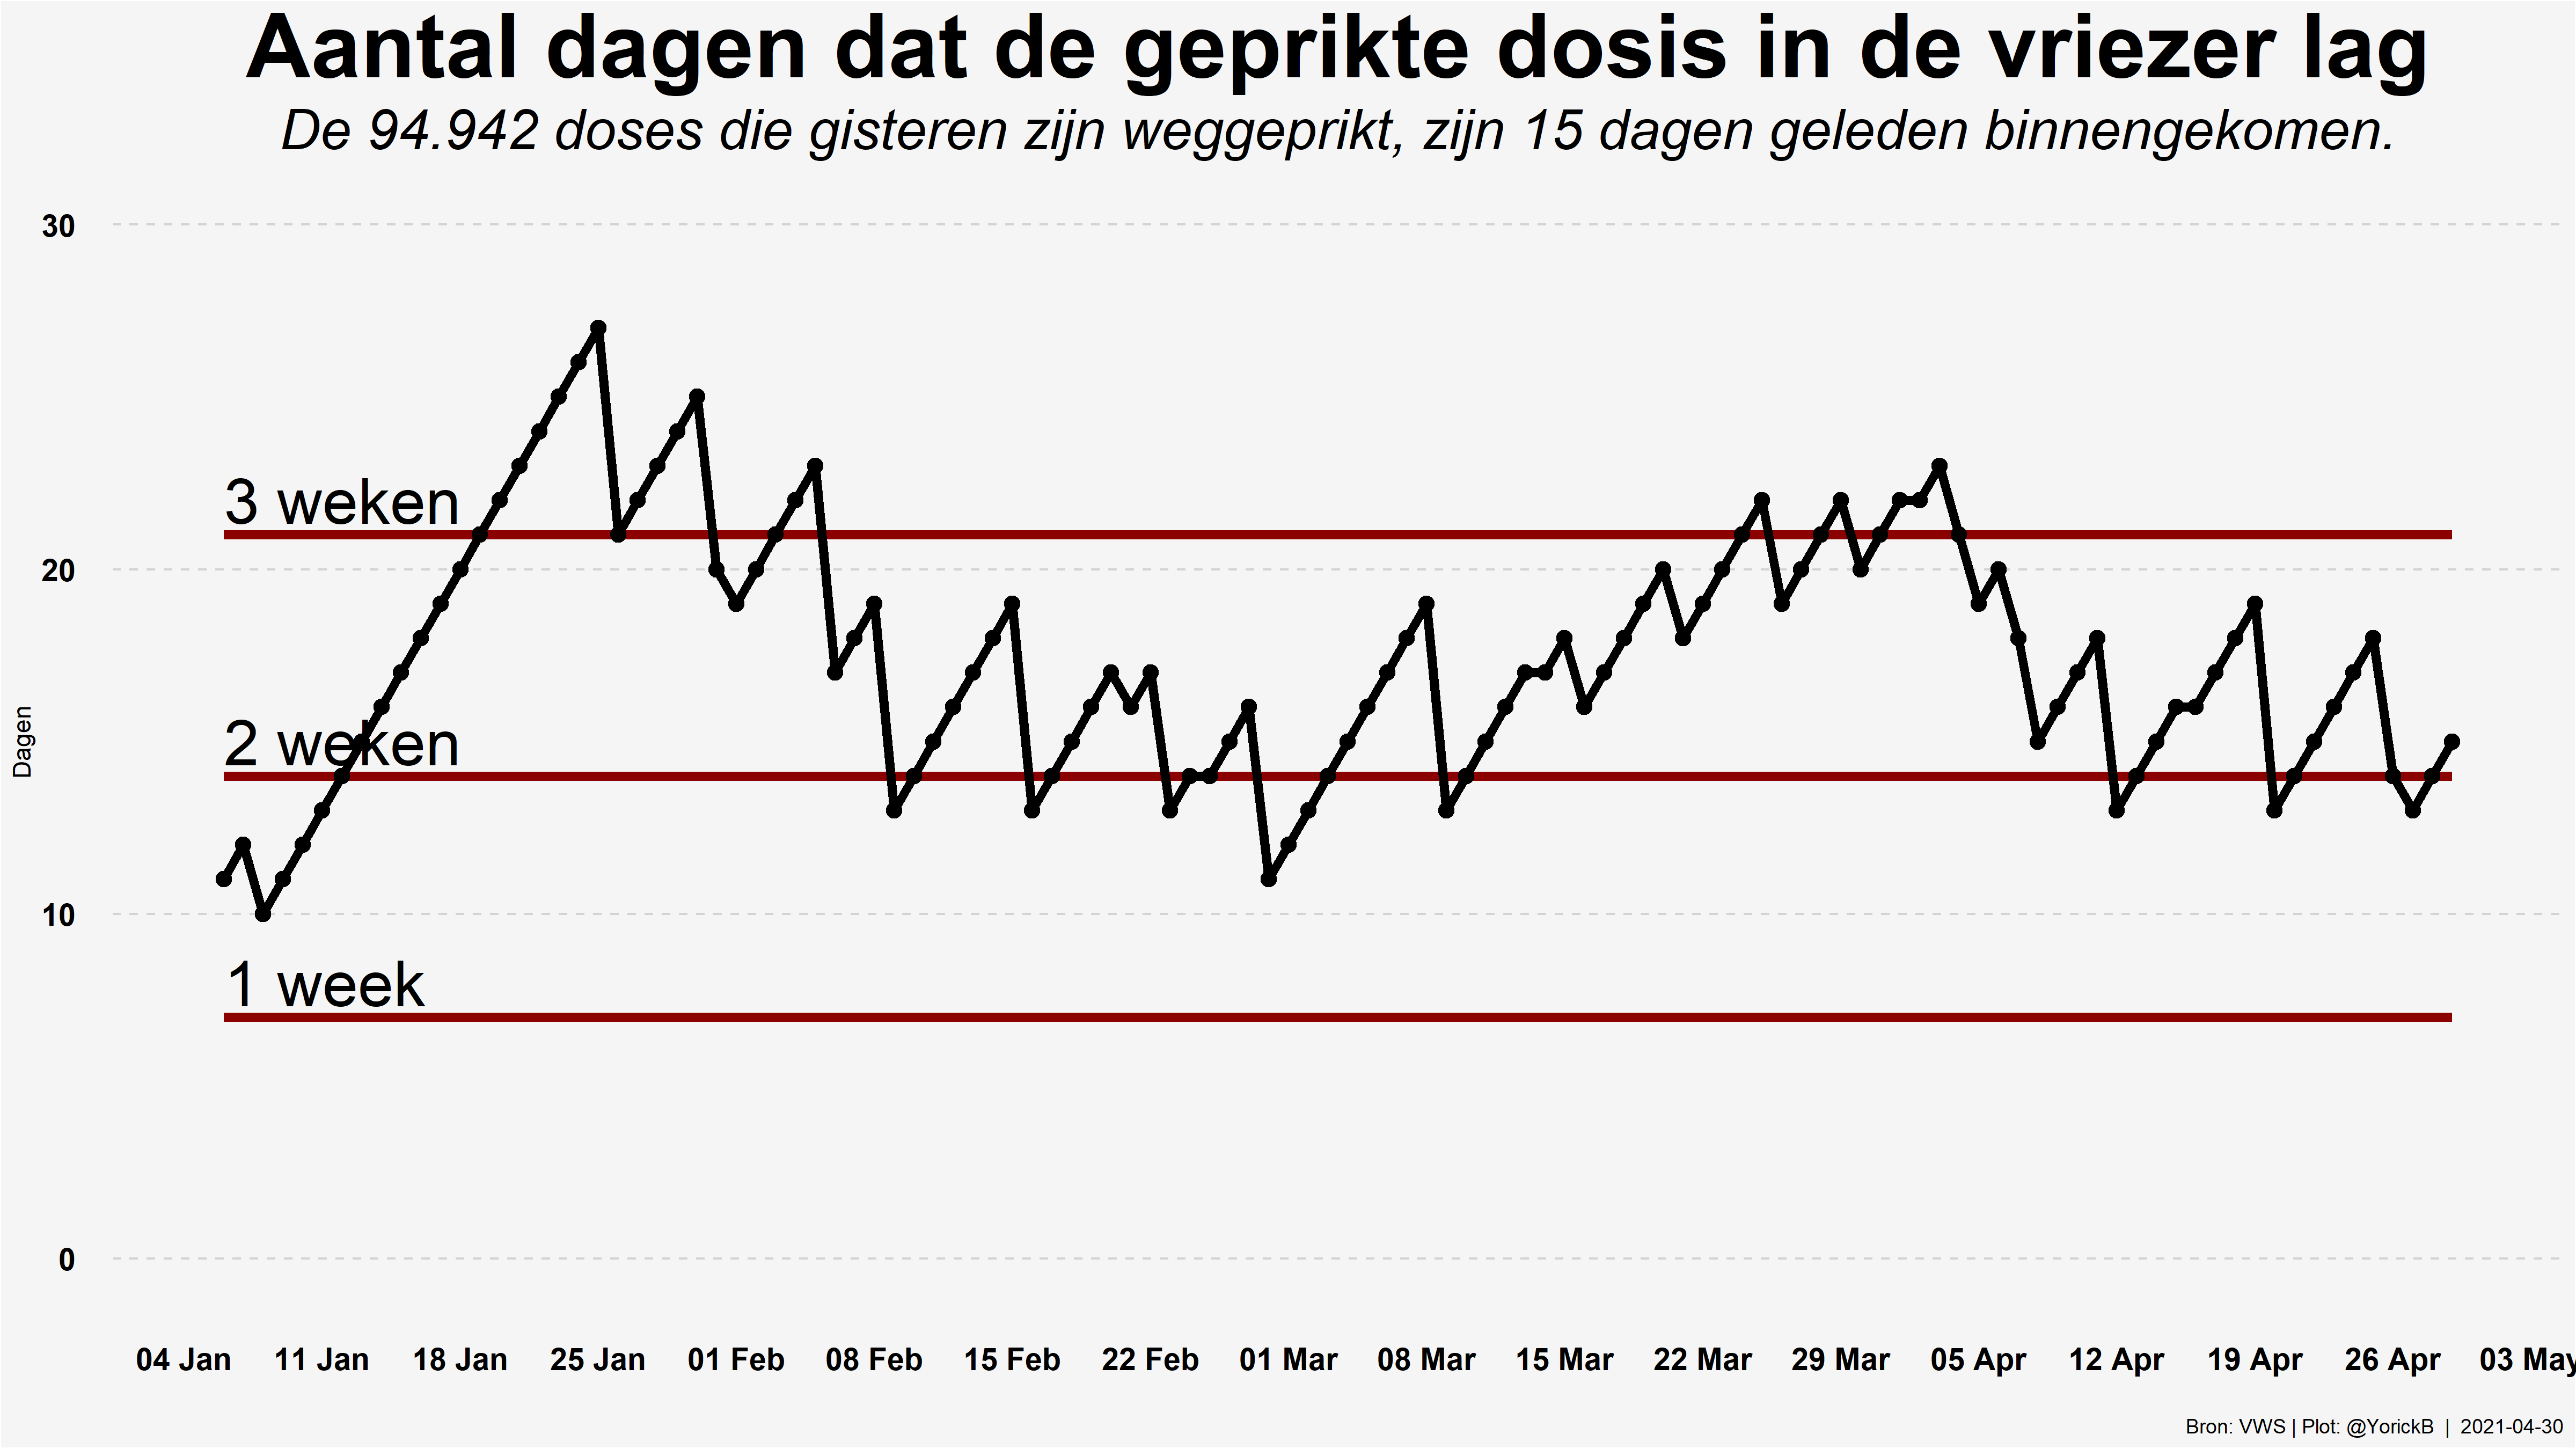 Aantal dagen dat de geprikte dosis in de vriezer lag
De 94.942 doses die gisteren zijn weggeprikt, zijn 15 dagen geleden binnengekomen.
30
3 weken
20
2 weken
Dagen
10
1 week
0
04 Jan 11 Jan 18 Jan 25 Jan 01 Feb 08 Feb 15 Feb 22 Feb 01 Mar 08 Mar 15 Mar 22 Mar 29 Mar 05 Apr 12 Apr 19 Apr 26 Apr 03 May
Bron: VWS | Plot: @YorickB | 2021-04-30